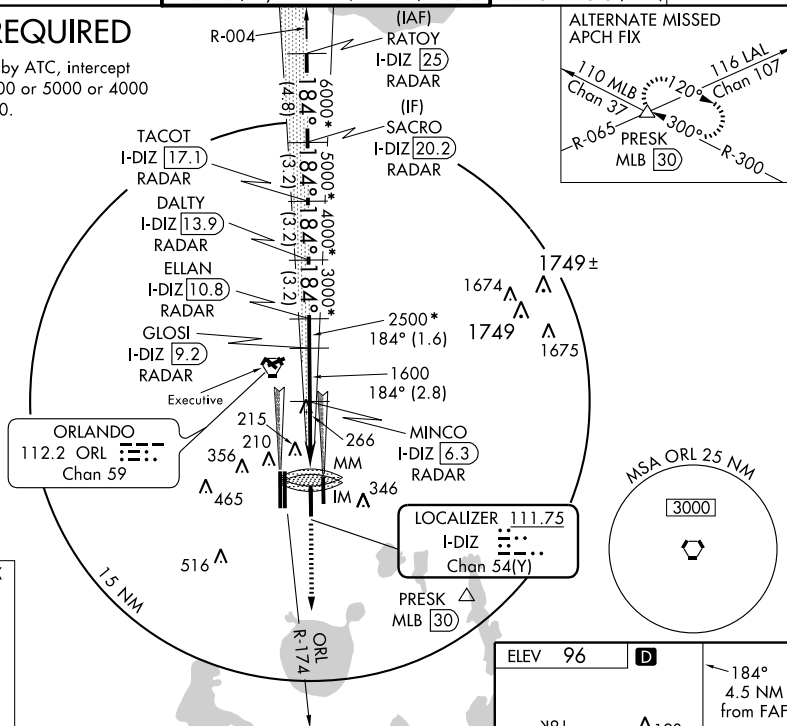 REQUIRED
by ATC, intercept
00 or 5000 or 4000
0.
R-004
(IAF)
RATOY
I-DIZ 25
RADAR
(IF)
SACRO
I-DIZ 20.2
RADAR
ALTERNATE MISSED
APCH FIX
110 MLB
Chan 37
116 LAL
Chan 107
120°
300°
R-065
R-300
PRESK
MLB 30
6000*
184°
(4.8)
5000*
184°
(3.2)
4000*
184°
(3.2)
3000*
184°
(3.2)
TACOT
I-DIZ 17.1
RADAR
DALTY
I-DIZ 13.9
RADAR
ELLAN
I-DIZ 10.8
RADAR
GLOSI
I-DIZ 9.2
RADAR
1749±
1674
1749
1675
2500*
184° (1.6)
1600
184° (2.8)
Executive
ORLANDO
112.2 ORL
Chan 59
215
210
356
465
266
MM
IM
346
MINCO
I-DIZ 6.3
RADAR
MSA ORL 25 NM
3000
LOCALIZER 111.75
I-DIZ
Chan 54(Y)
516
15 NM
PRESK
MLB 30
ORL
R-174
ELEV 96
D
184°
4.5 NM
from FAF